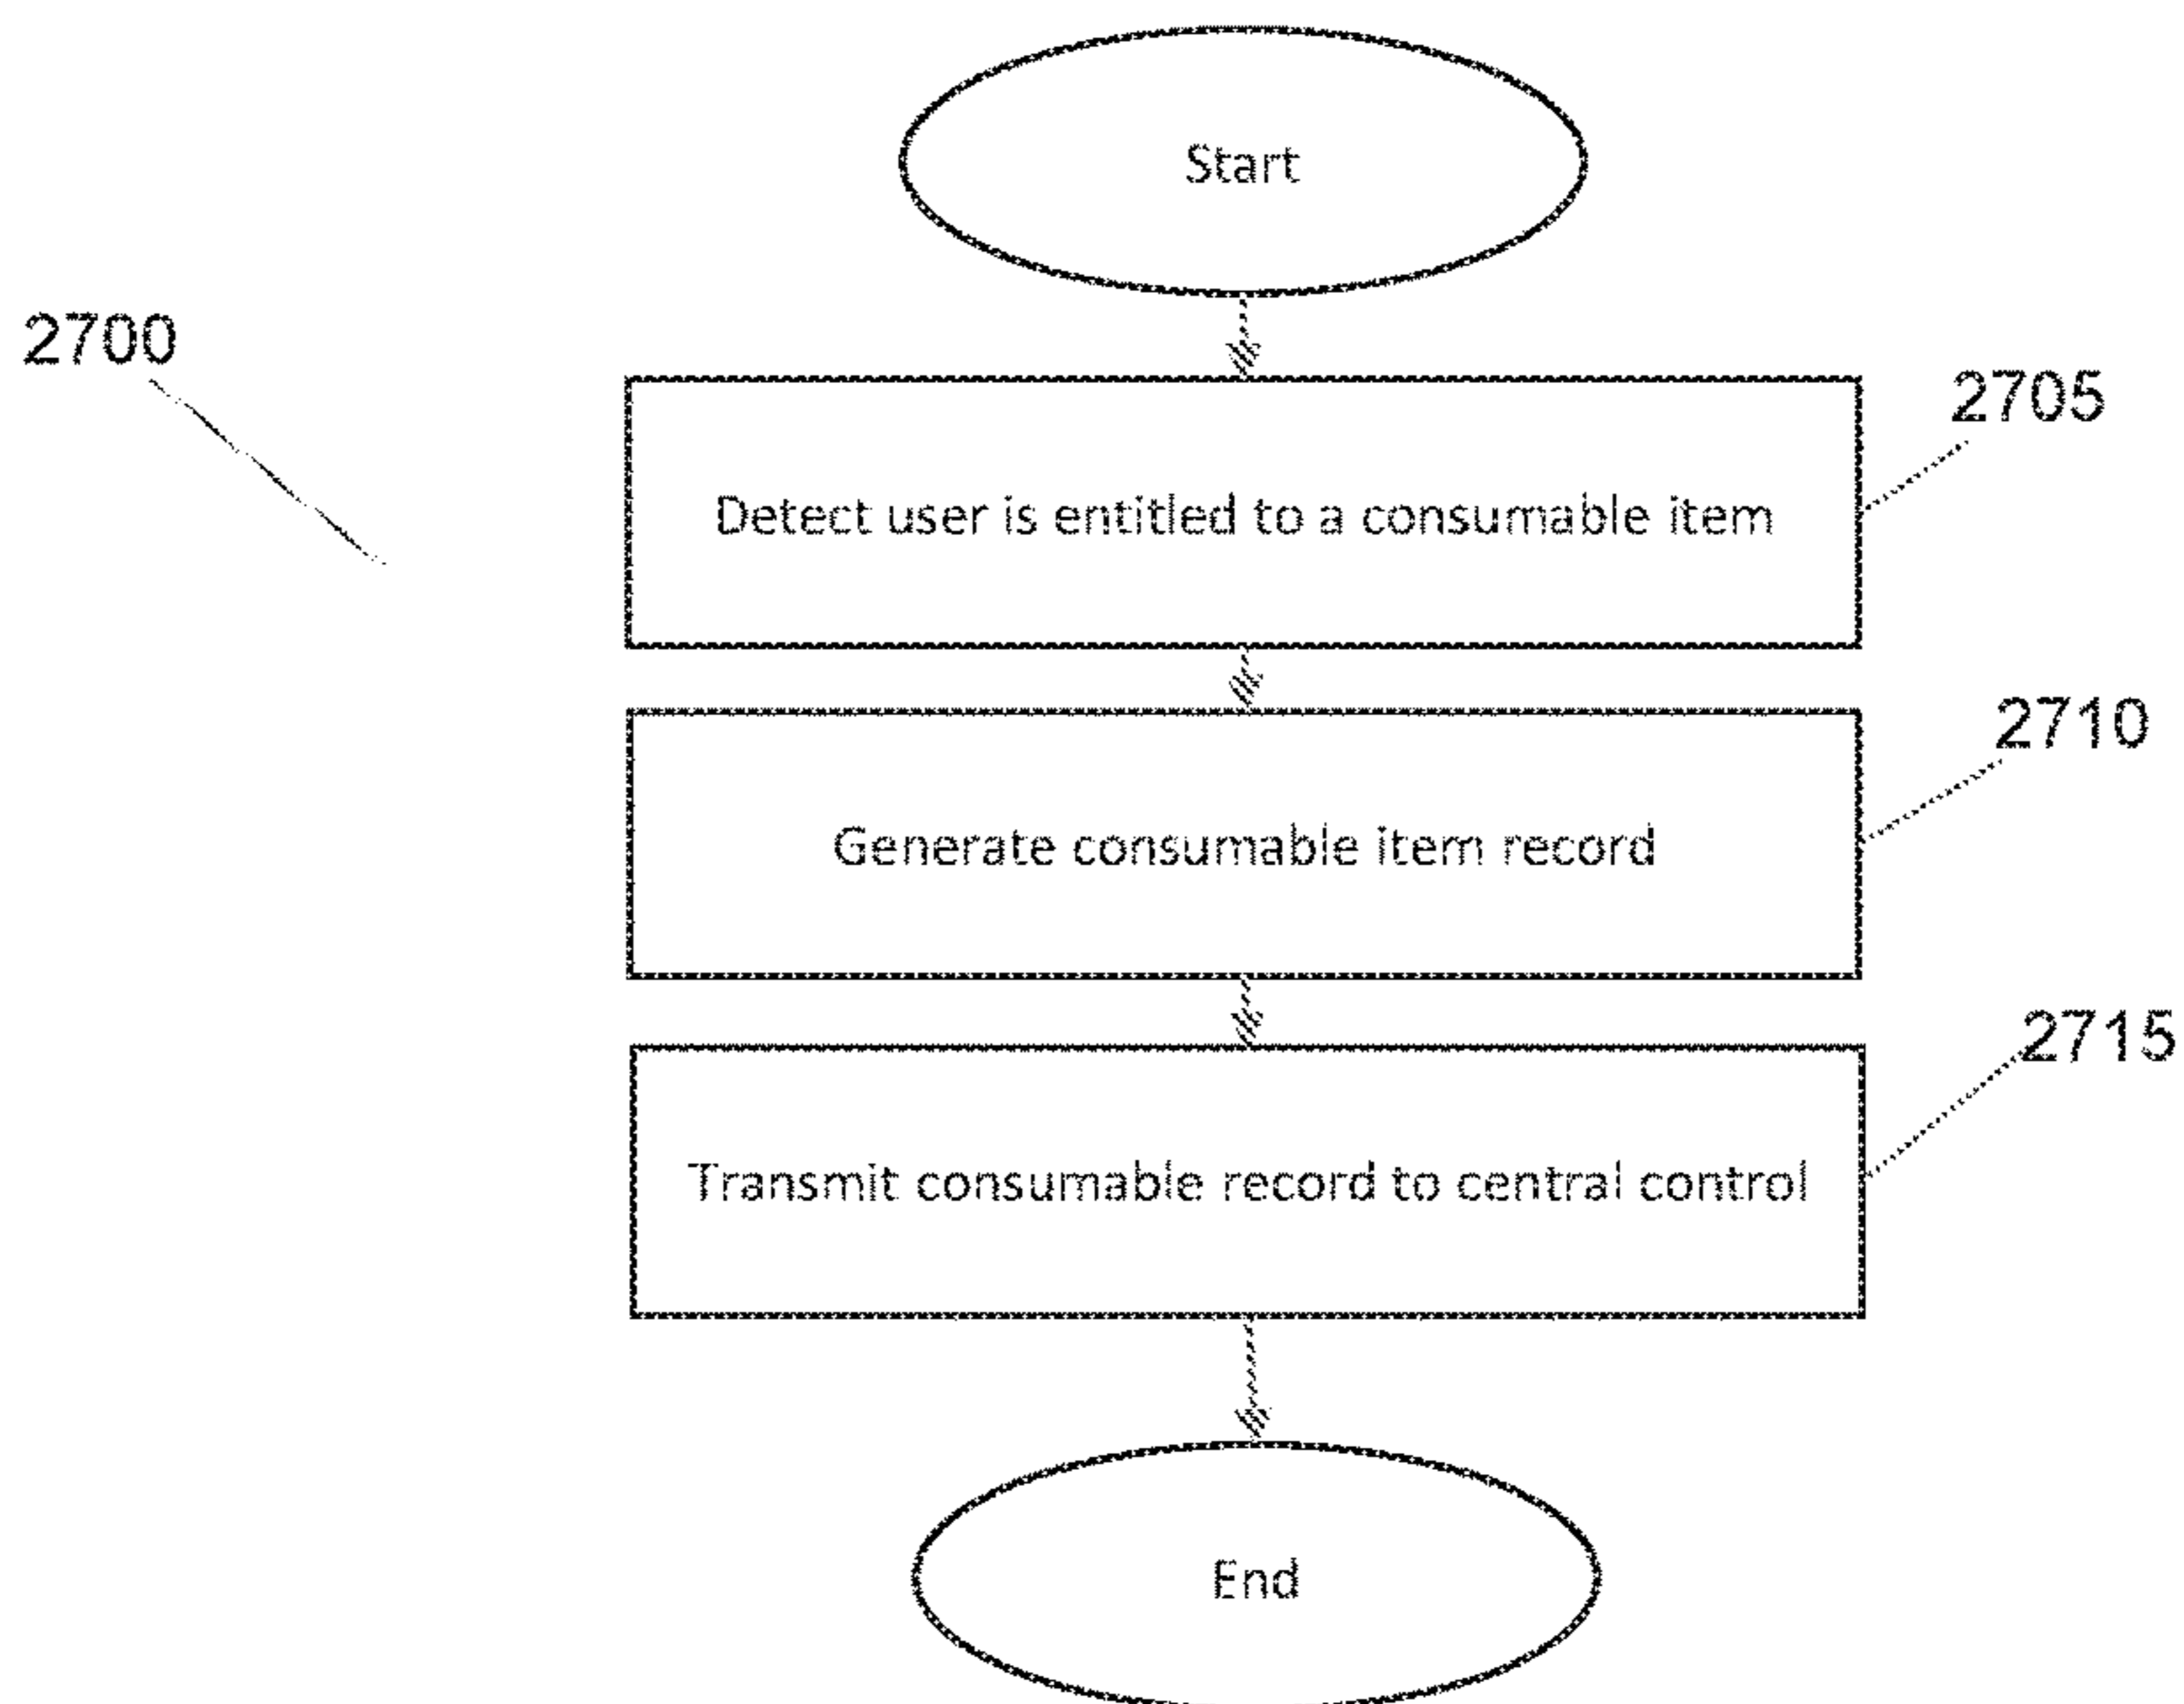 Start
2700
2705
Detect user is entitled to a consumable item
2710
Generate consumable item record
2715
Transmit consumable record to central control
End